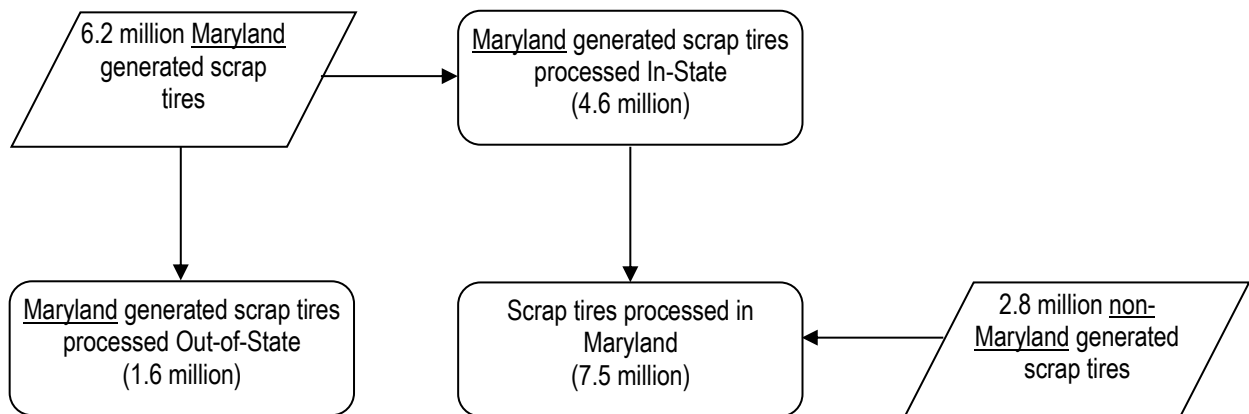 6.2 million Maryland
generated scrap
tires
Maryland generated scrap tires
processed In-State
(4.6 million)
Maryland generated scrap tires
processed Out-of-State
(1.6 million)
Scrap tires processed in
Maryland
(7.5 million)
2.8 million non-
Maryland generated
scrap tires